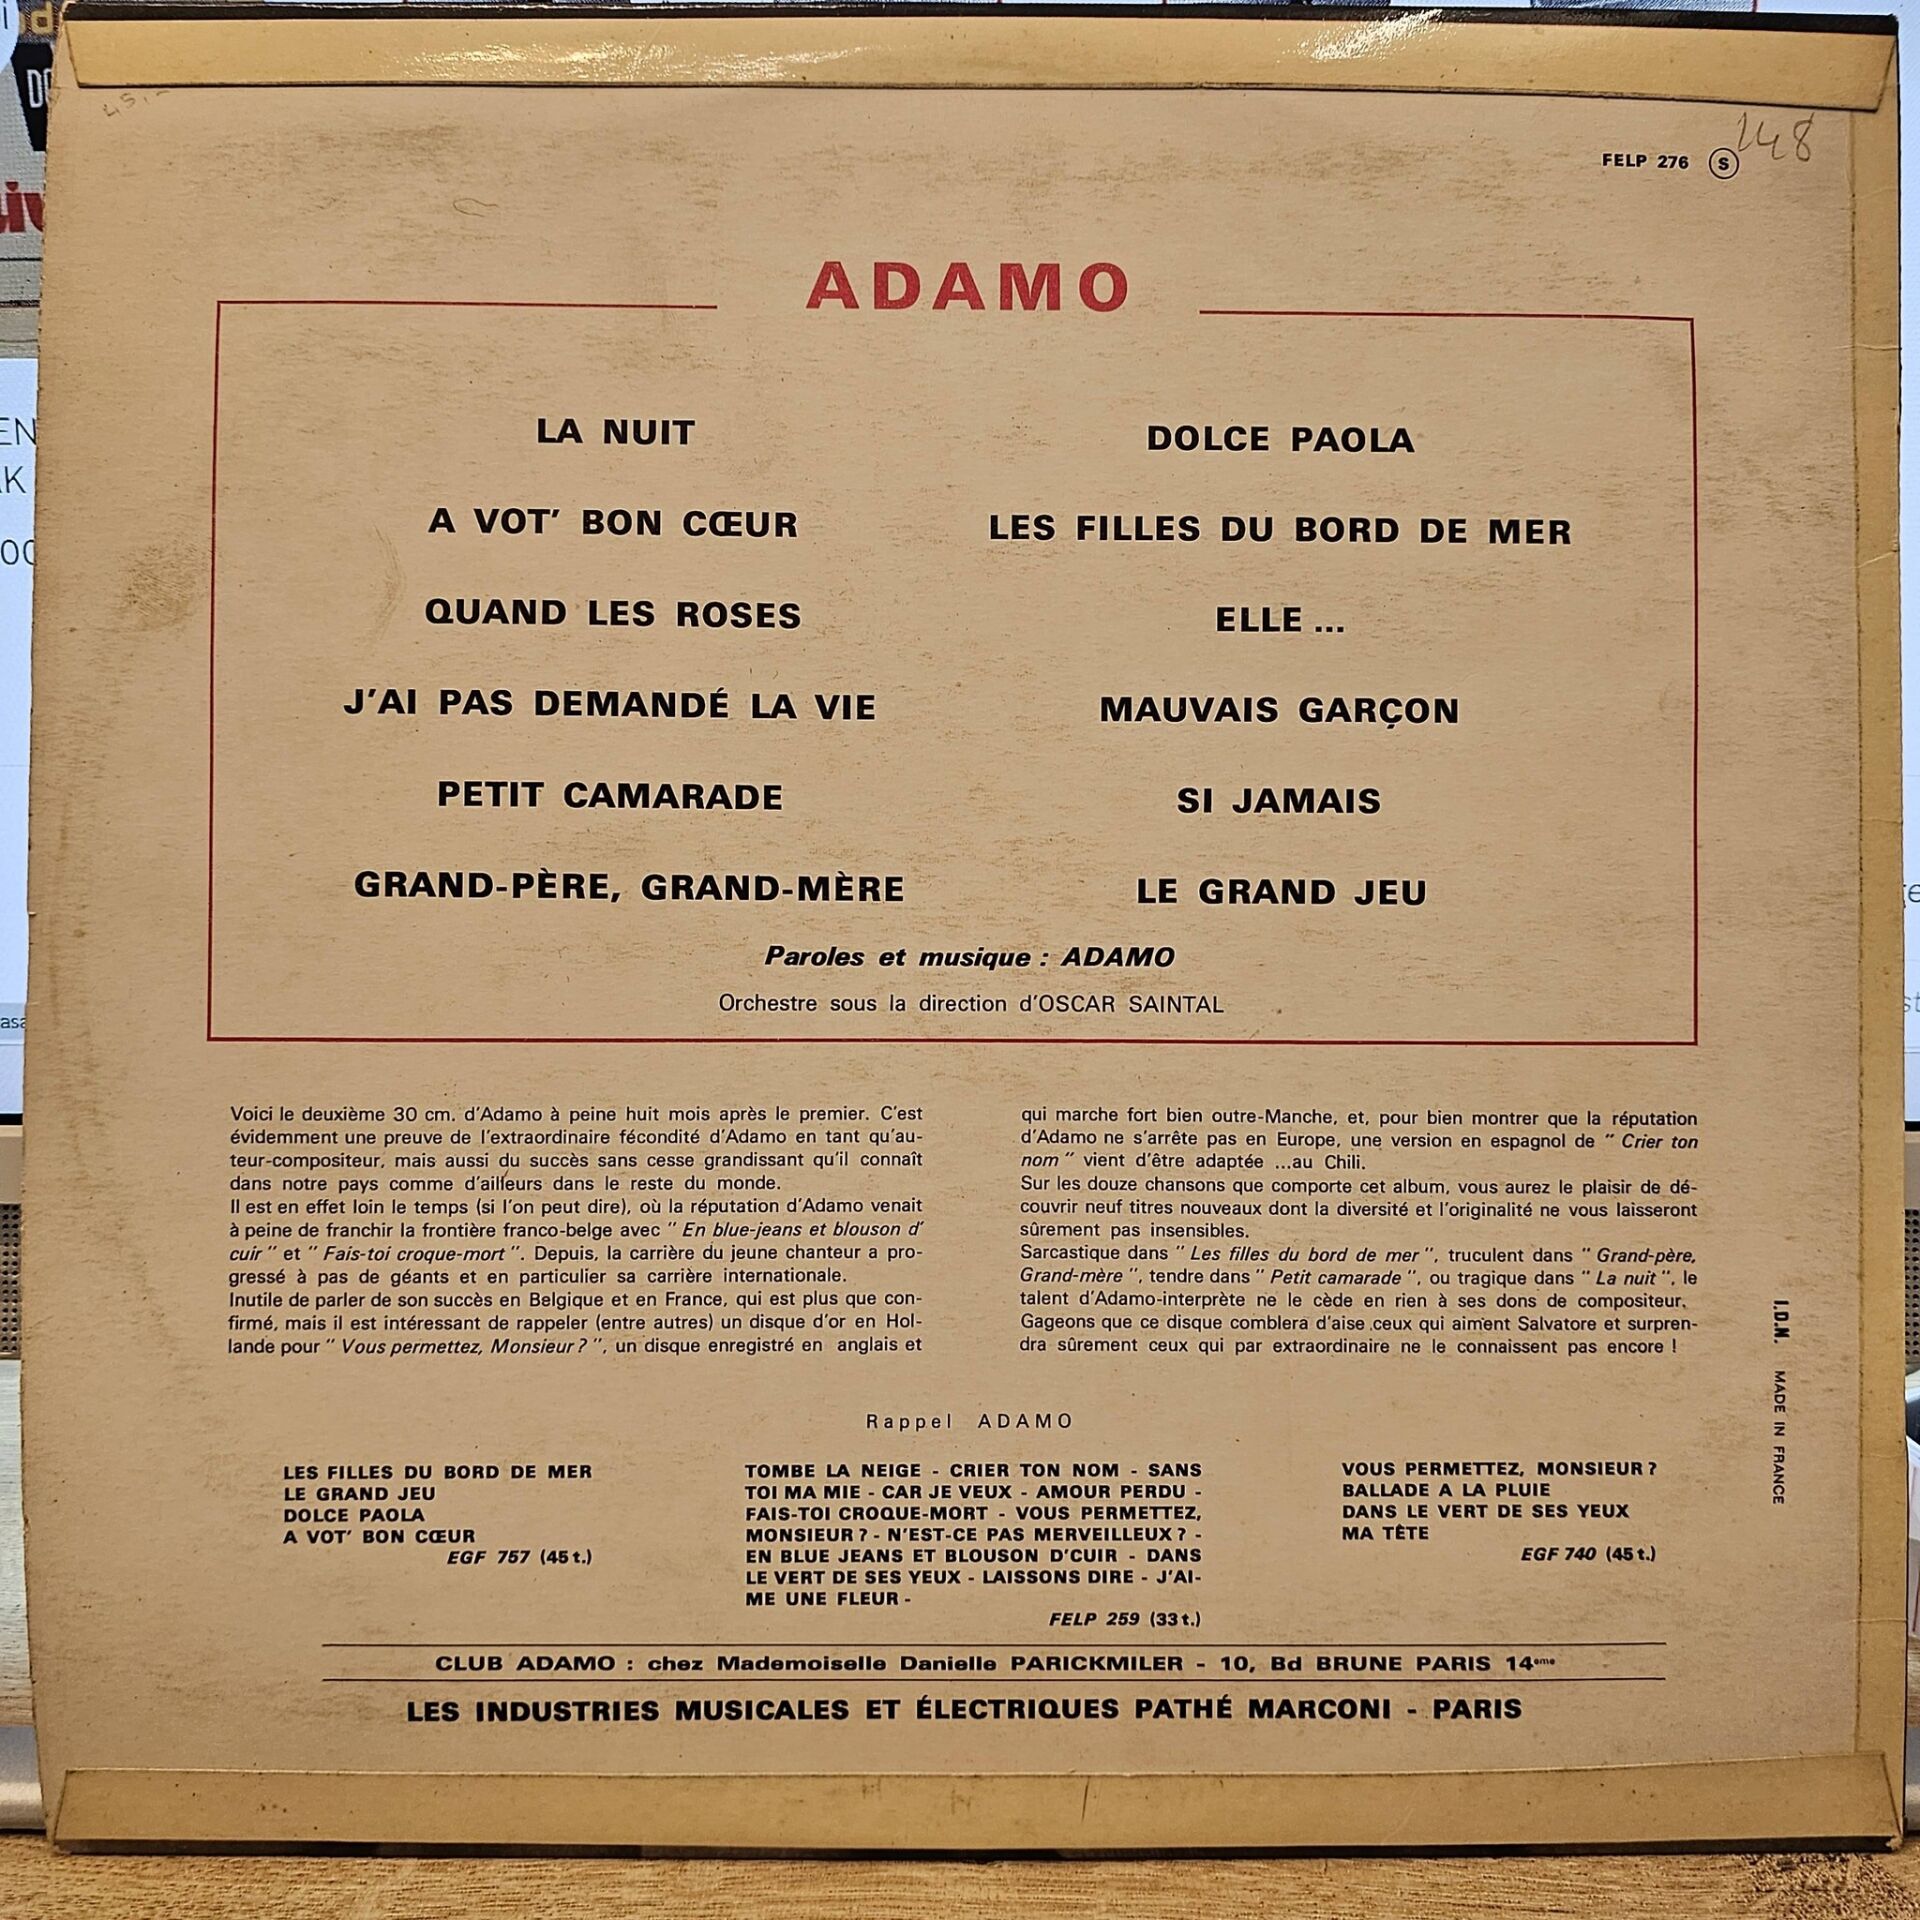 45.-
148
FELP 276 S
ADAMO
LA NUIT
A VOT' BON CŒUR
QUAND LES ROSES
J'AI PAS DEMANDÉ LA VIE
PETIT CAMARADE
GRAND-PÈRE, GRAND-MÈRE
DOLCE PAOLA
LES FILLES DU BORD DE MER
ELLE ...
MAUVAIS GARÇON
SI JAMAIS
LE GRAND JEU
Paroles et musique : ADAMO
Orchestre sous la direction d'OSCAR SAINTAL
Voici le deuxième 30 cm. d'Adamo à peine huit mois après le premier. C'est
évidemment une preuve de l'extraordinaire fécondité d'Adamo en tant qu'au-
teur-compositeur, mais aussi du succès sans cesse grandissant qu'il connaît
dans notre pays comme d'ailleurs dans le reste du monde.
Il est en effet loin le temps (si l'on peut dire), où la réputation d'Adamo venait
à peine de franchir la frontière franco-belge avec " En blue-jeans et blouson d'
cuir " et " Fais-toi croque-mort ". Depuis, la carrière du jeune chanteur a pro-
gressé à pas de géants et en particulier sa carrière internationale.
Inutile de parler de son succès en Belgique et en France, qui est plus que con-
firmé, mais il est intéressant de rappeler (entre autres) un disque d'or en Hol-
lande pour " Vous permettez, Monsieur ? ", un disque enregistré en anglais et
qui marche fort bien outre-Manche, et, pour bien montrer que la réputation
d'Adamo ne s'arrête pas en Europe, une version en espagnol de " Crier ton
nom " vient d'être adaptée ...au Chili.
Sur les douze chansons que comporte cet album, vous aurez le plaisir de dé-
couvrir neuf titres nouveaux dont la diversité et l'originalité ne vous laisseront
sûrement pas insensibles.
Sarcastique dans " Les filles du bord de mer ", truculent dans " Grand-père,
Grand-mère ", tendre dans " Petit camarade ", ou tragique dans " La nuit ", le
talent d'Adamo-interprète ne le cède en rien à ses dons de compositeur.
Gageons que ce disque comblera d'aise ceux qui aiment Salvatore et surpren-
dra sûrement ceux qui par extraordinaire ne le connaissent pas encore !
I.D.N. MADE IN FRANCE
Rappel ADAMO
LES FILLES DU BORD DE MER
LE GRAND JEU
DOLCE PAOLA
A VOT' BON CŒUR
EGF 757 (45 t.)
TOMBE LA NEIGE - CRIER TON NOM - SANS
TOI MA MIE - CAR JE VEUX - AMOUR PERDU -
FAIS-TOI CROQUE-MORT - VOUS PERMETTEZ,
MONSIEUR ? - N'EST-CE PAS MERVEILLEUX ? -
EN BLUE JEANS ET BLOUSON D'CUIR - DANS
LE VERT DE SES YEUX - LAISSONS DIRE - J'AI-
ME UNE FLEUR -
FELP 259 (33 t.)
VOUS PERMETTEZ, MONSIEUR ?
BALLADE A LA PLUIE
DANS LE VERT DE SES YEUX
MA TÊTE
EGF 740 (45 t.)
CLUB ADAMO : chez Mademoiselle Danielle PARICKMILER - 10, Bd BRUNE PARIS 14eme
LES INDUSTRIES MUSICALES ET ÉLECTRIQUES PATHÉ MARCONI - PARIS